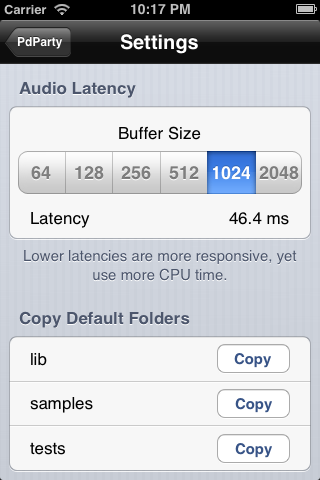 Carrier 10:17 PM
PdParty Settings
Audio Latency
Buffer Size
64 128 256 512 1024 2048
Latency 46.4 ms
Lower latencies are more responsive, yet
use more CPU time.
Copy Default Folders
lib Copy
samples Copy
tests Copy